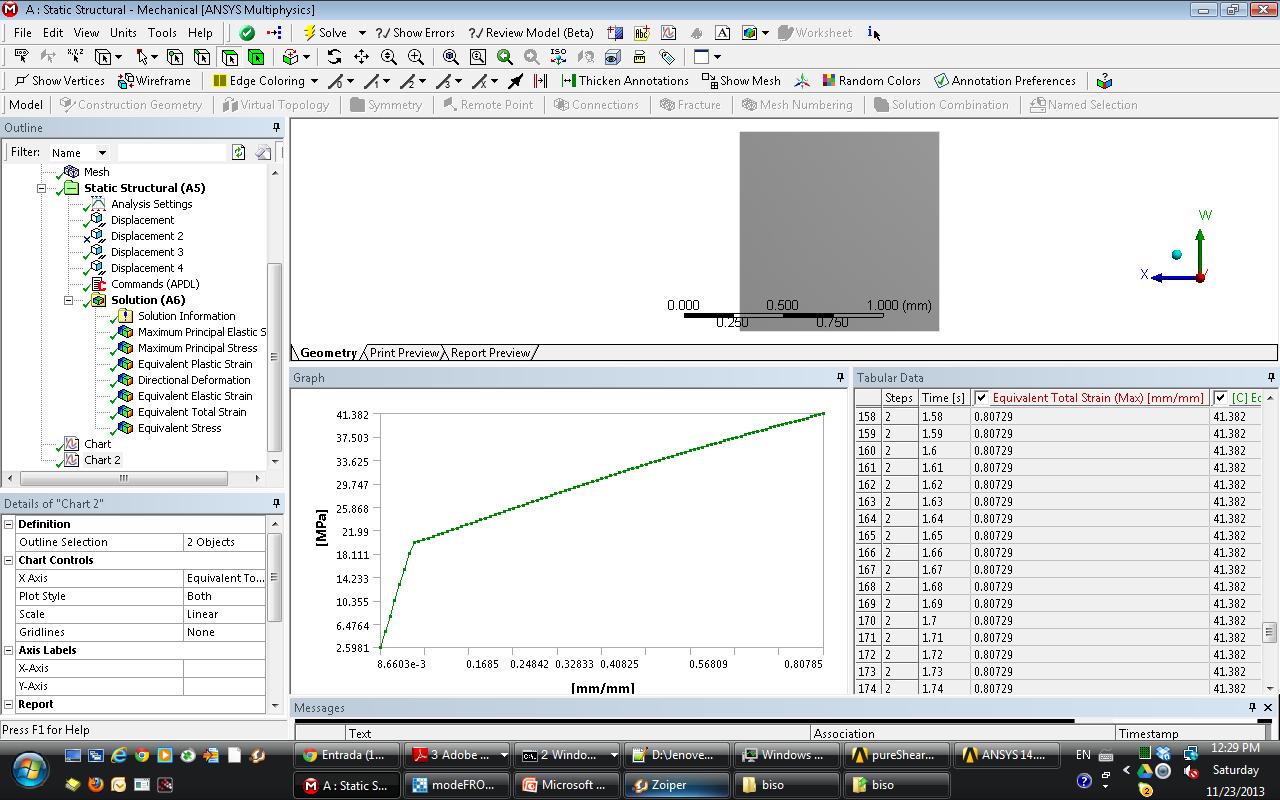 A : Static Structural - Mechanical [ANSYS Multiphysics]
File Edit View Units Tools Help Solve Show Errors Review Model (Beta) Worksheet
Show Vertices Wireframe Edge Coloring Thicken Annotations Show Mesh Random Colors Annotation Preferences
Model Construction Geometry Virtual Topology Symmetry Remote Point Connections Fracture Mesh Numbering Solution Combination Named Selection
Outline
Filter: Name
Mesh
Static Structural (A5)
Analysis Settings
Displacement
Displacement 2
Displacement 3
Displacement 4
Commands (APDL)
Solution (A6)
Solution Information
Maximum Principal Elastic S
Maximum Principal Stress
Equivalent Plastic Strain
Directional Deformation
Equivalent Elastic Strain
Equivalent Total Strain
Equivalent Stress
Chart
Chart 2
Details of "Chart 2"
Definition
Outline Selection 2 Objects
Chart Controls
X Axis Equivalent To...
Plot Style Both
Scale Linear
Gridlines None
Axis Labels
X-Axis
Y-Axis
Report
Press F1 for Help
W
X
0.000 0.500 1.000 (mm)
0.250 0.750
Geometry Print Preview Report Preview
Graph
41.382
37.503
33.625
29.747
25.868
21.99
18.111
14.233
10.355
6.4764
2.5981
[MPa]
8.6603e-3 0.1685 0.24842 0.32833 0.40825 0.56809 0.80785
[mm/mm]
Tabular Data
Steps Time [s] Equivalent Total Strain (Max) [mm/mm] [C] Ec
158 2 1.58 0.80729 41.382
159 2 1.59 0.80729 41.382
160 2 1.6 0.80729 41.382
161 2 1.61 0.80729 41.382
162 2 1.62 0.80729 41.382
163 2 1.63 0.80729 41.382
164 2 1.64 0.80729 41.382
165 2 1.65 0.80729 41.382
166 2 1.66 0.80729 41.382
167 2 1.67 0.80729 41.382
168 2 1.68 0.80729 41.382
169 2 1.69 0.80729 41.382
170 2 1.7 0.80729 41.382
171 2 1.71 0.80729 41.382
172 2 1.72 0.80729 41.382
173 2 1.73 0.80729 41.382
174 2 1.74 0.80729 41.382
Messages
Text Association Timestamp
Entrada (1... 3 Adobe ... 2 Windo... D:\Jenove... Windows ... pureShear... ANSYS 14....
A : Static S... modeFRO... Microsoft ... Zoiper biso biso
EN
12:29 PM
Saturday
11/23/2013